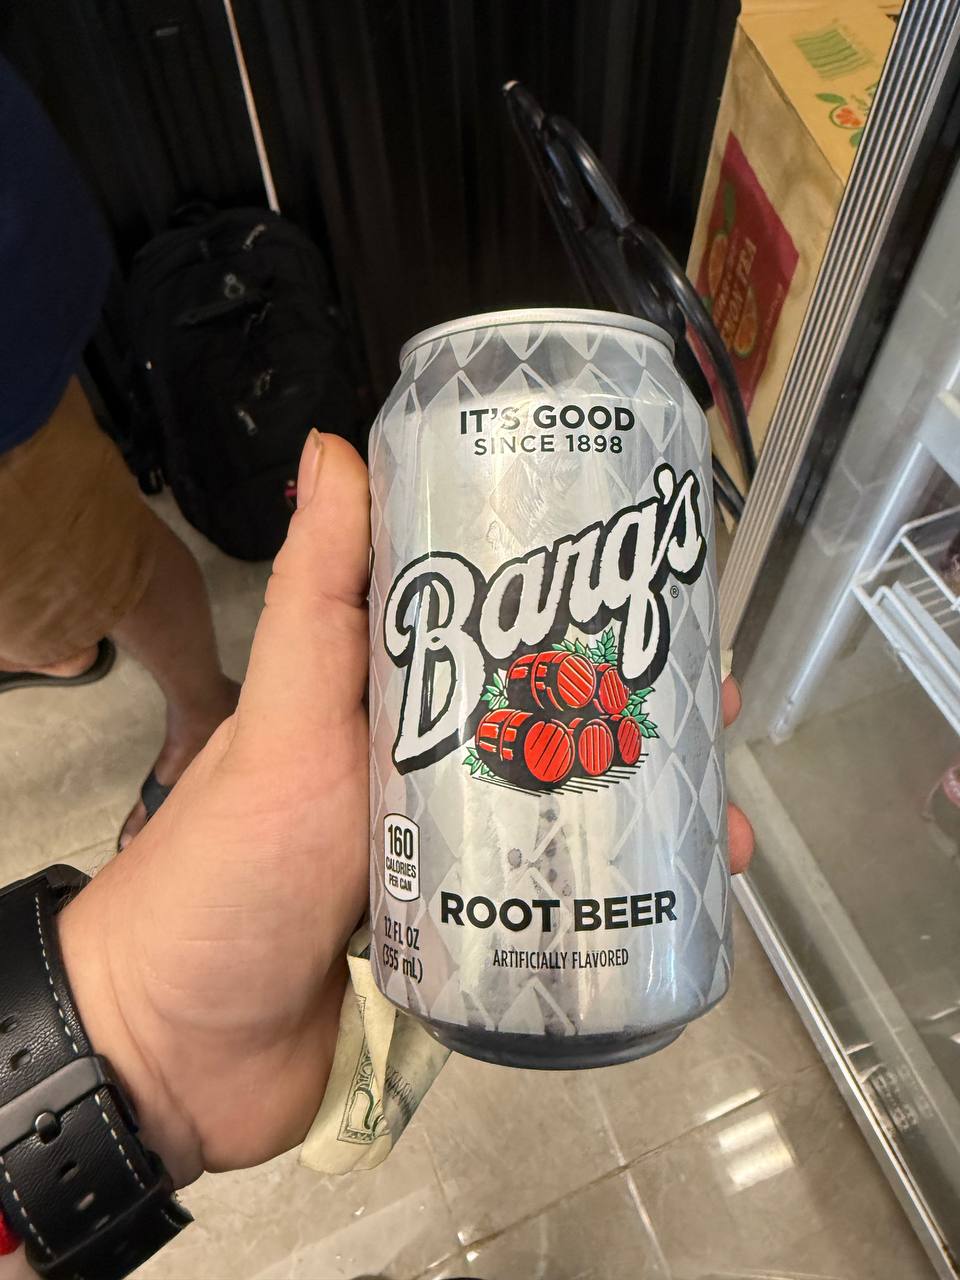 IT'S GOOD
SINCE 1898
Barq's®
160
CALORIES
PER CAN
12 FL OZ
(355 mL)
ROOT BEER
ARTIFICIALLY FLAVORED